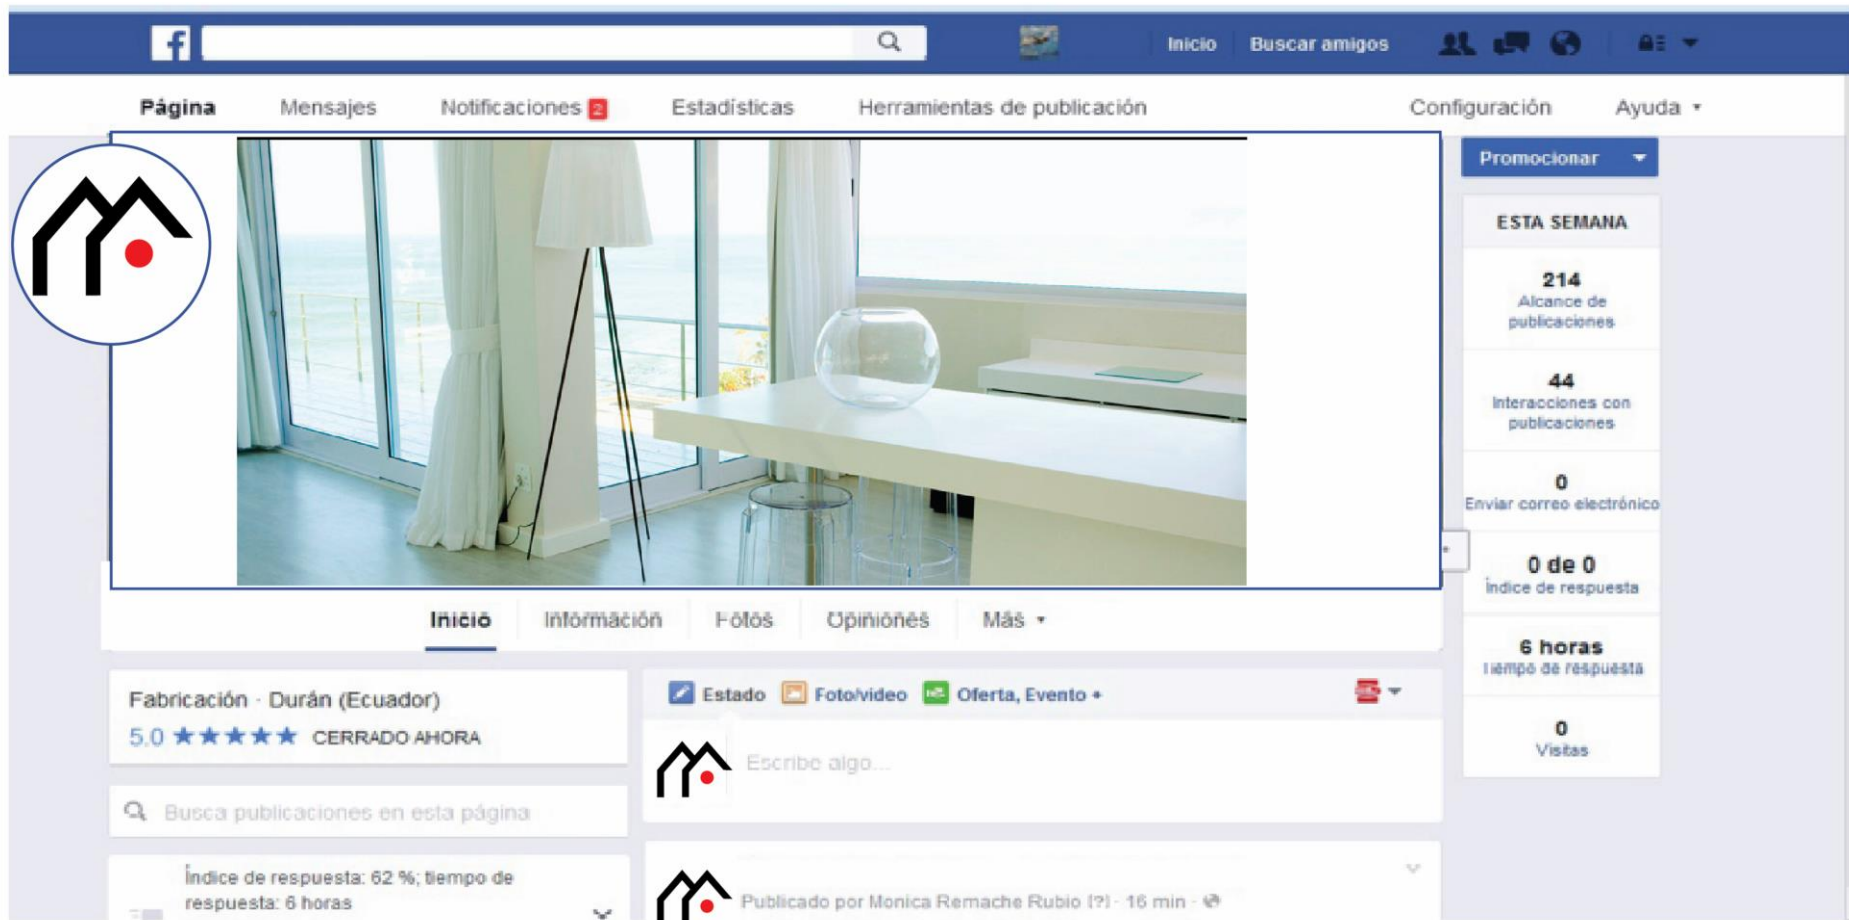 f
Inicio Buscar amigos
Página Mensajes Notificaciones 2 Estadísticas Herramientas de publicación Configuración Ayuda
Promocionar
ESTA SEMANA
214
Alcance de
publicaciones
44
Interacciones con
publicaciones
0
Enviar correo electrónico
0 de 0
Índice de respuesta
6 horas
Tiempo de respuesta
0
Visitas
Inicio Información Fotos Opiniones Más
Fabricación · Durán (Ecuador)
5.0 ★★★★★ CERRADO AHORA
Busca publicaciones en esta página
Índice de respuesta: 62 %; tiempo de
respuesta: 6 horas
Estado Foto/video Oferta, Evento +
Escribe algo...
Publicado por Monica Remache Rubio [?] · 16 min ·